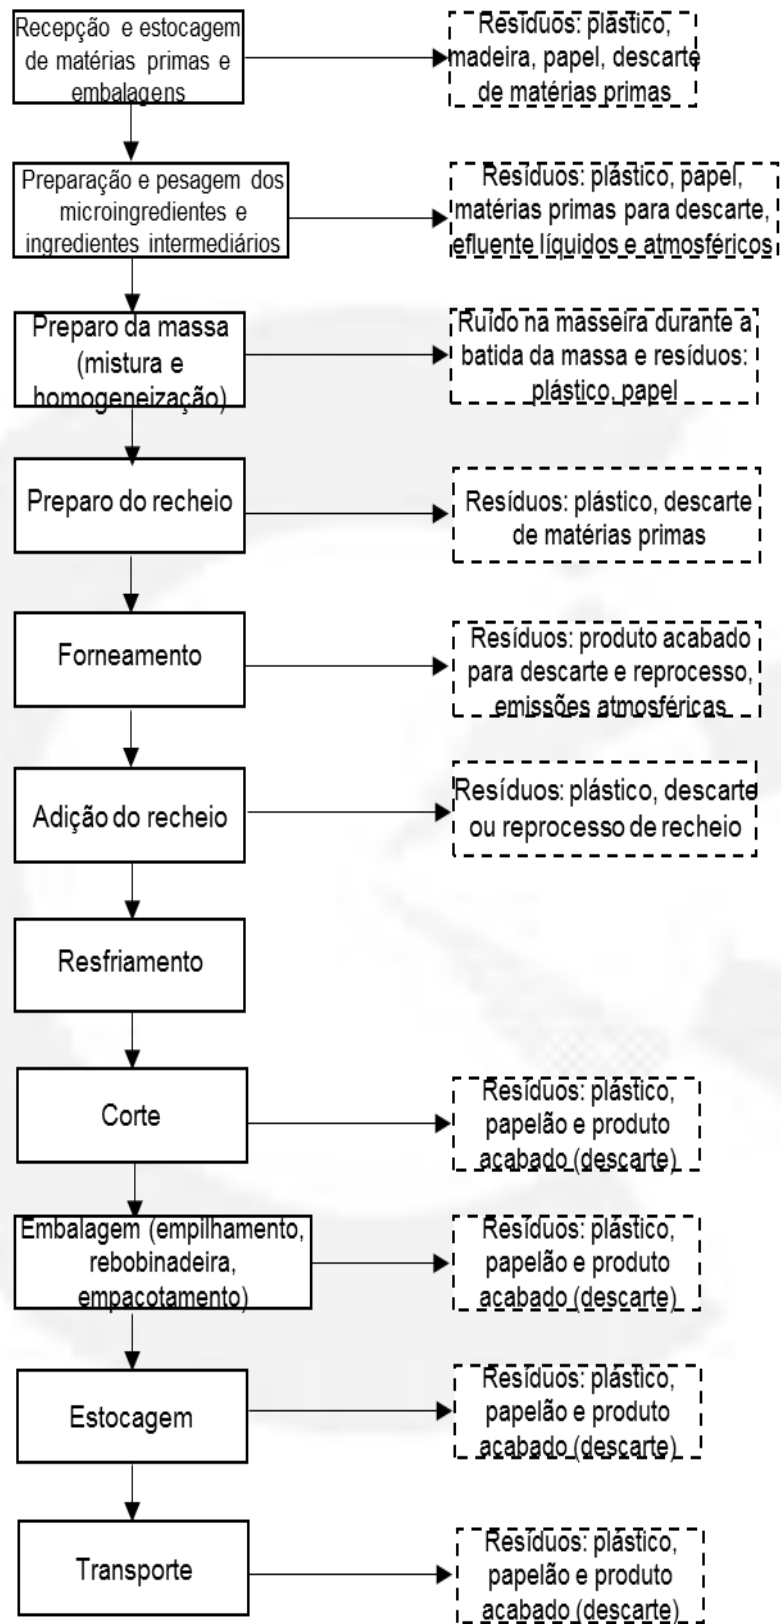 Recepção e estocagem
de matérias primas e
embalagens
Resíduos: plástico,
madeira, papel, descarte
de matérias primas
Preparação e pesagem dos
microingredientes e
ingredientes intermediários
Resíduos: plástico, papel,
matérias primas para descarte,
efluente líquidos e atmosféricos
Preparo da massa
(mistura e
homogeneização)
Ruído na masseira durante a
batida da massa e resíduos:
plástico, papel
Preparo do recheio
Resíduos: plástico, descarte
de matérias primas
Forneamento
Resíduos: produto acabado
para descarte e reprocesso,
emissões atmosféricas
Adição do recheio
Resíduos: plástico, descarte
ou reprocesso de recheio
Resfriamento
Corte
Resíduos: plástico,
papelão e produto
acabado (descarte)
Embalagem (empilhamento,
rebobinadeira,
empacotamento)
Resíduos: plástico,
papelão e produto
acabado (descarte)
Estocagem
Resíduos: plástico,
papelão e produto
acabado (descarte)
Transporte
Resíduos: plástico,
papelão e produto
acabado (descarte)